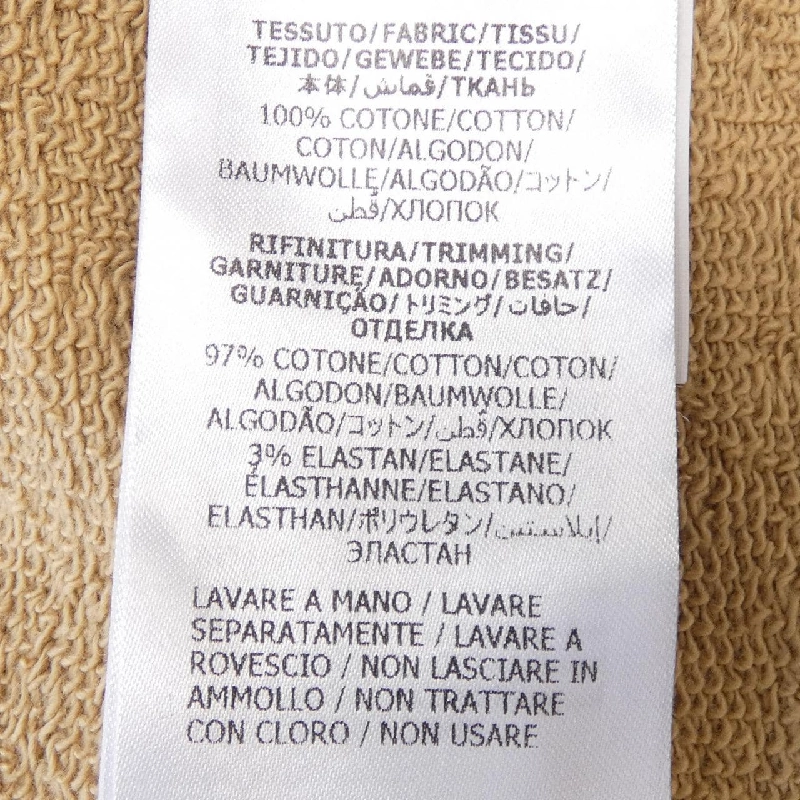 TESSUTO/FABRIC/TISSU/
TEJIDO/GEWEBE/TECIDO/
本体/قماش/ТКАНЬ
100% COTONE/COTTON/
COTON/ALGODON/
BAUMWOLLE/ALGODÃO/コットン/
قطن/ХЛОПОК
RIFINITURA/TRIMMING/
GARNITURE/ADORNO/BESATZ/
GUARNIÇÃO/トリミング/حافات/
ОТДЕЛКА
97% COTONE/COTTON/COTON/
ALGODON/BAUMWOLLE/
ALGODÃO/コットン/قطن/ХЛОПОК
3% ELASTAN/ELASTANE/
ÉLASTHANNE/ELASTANO/
ELASTHAN/ポリウレタン/إيلاستين/
ЭЛАСТАН
LAVARE A MANO / LAVARE
SEPARATAMENTE / LAVARE A
ROVESCIO / NON LASCIARE IN
AMMOLLO / NON TRATTARE
CON CLORO / NON USARE